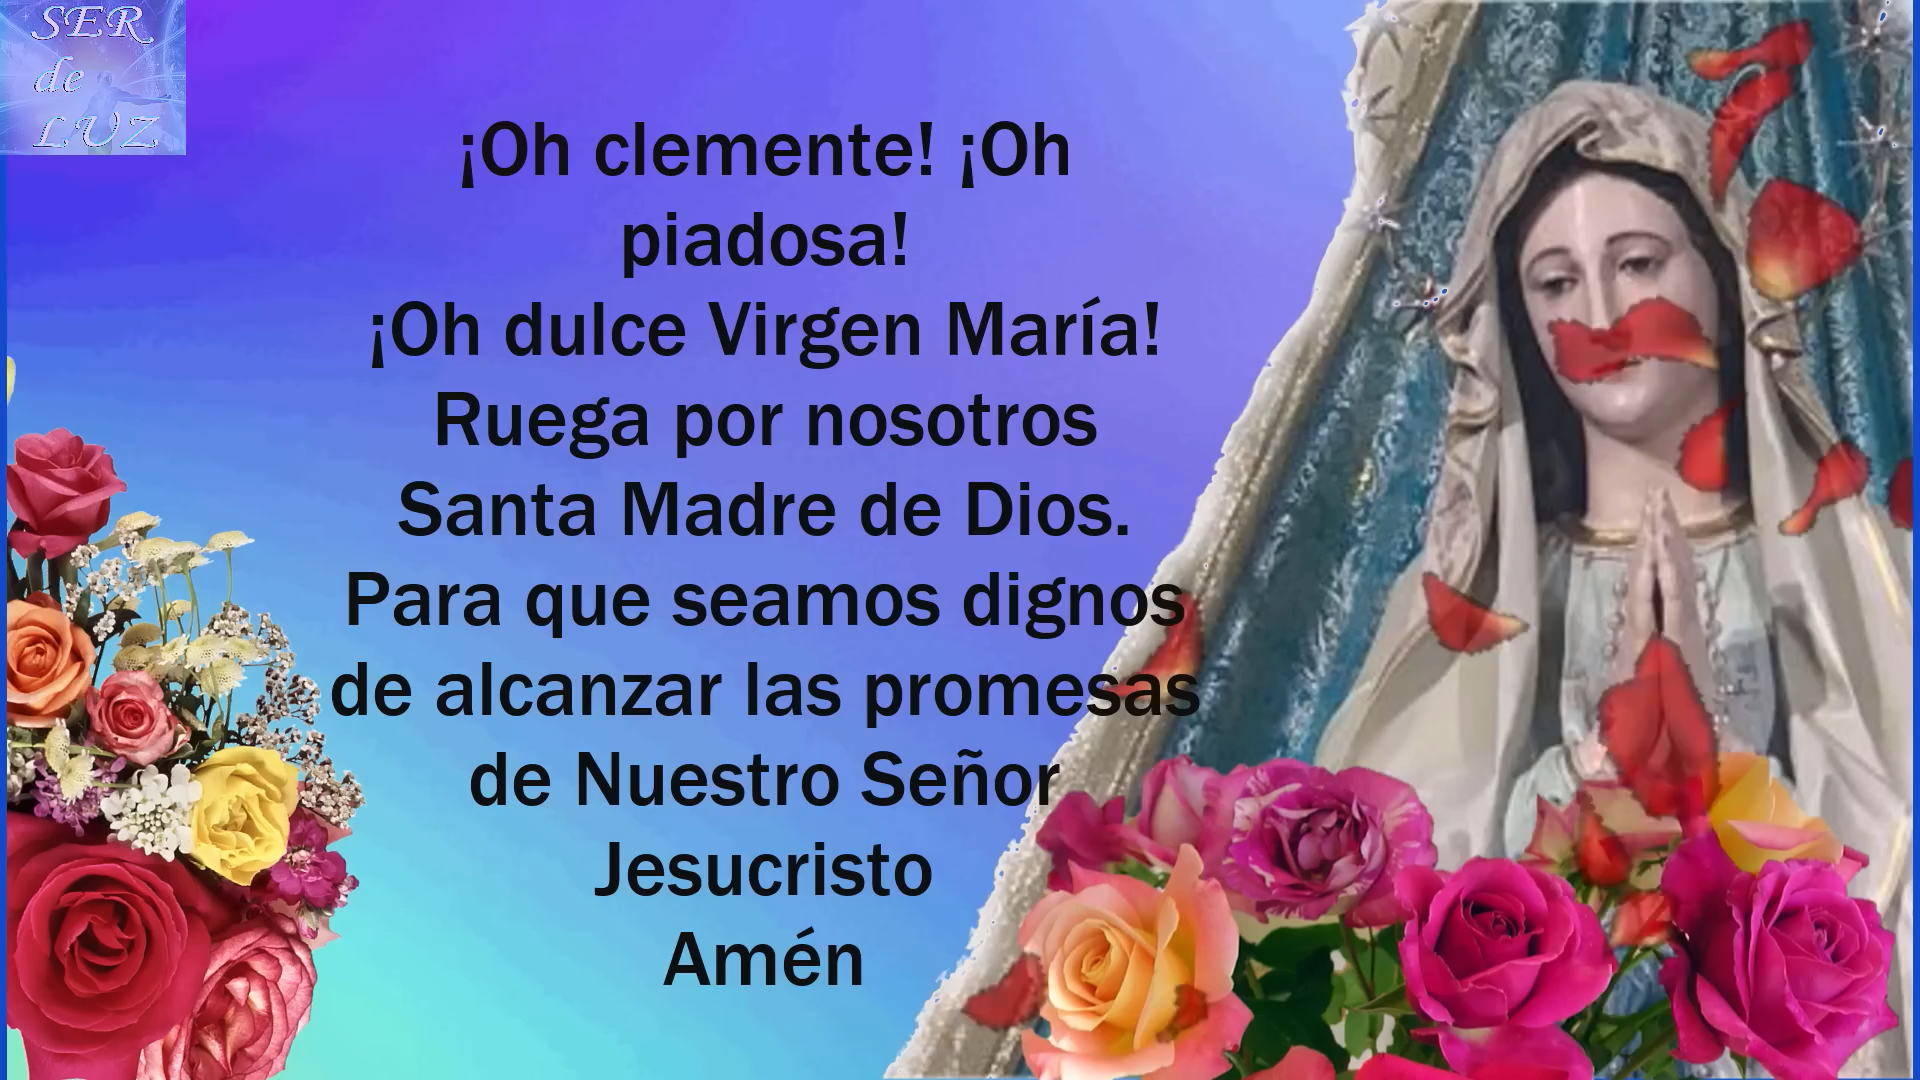 SER
de
LUZ
¡Oh clemente! ¡Oh
piadosa!
¡Oh dulce Virgen María!
Ruega por nosotros
Santa Madre de Dios.
Para que seamos dignos
de alcanzar las promesas
de Nuestro Señor
Jesucristo
Amén